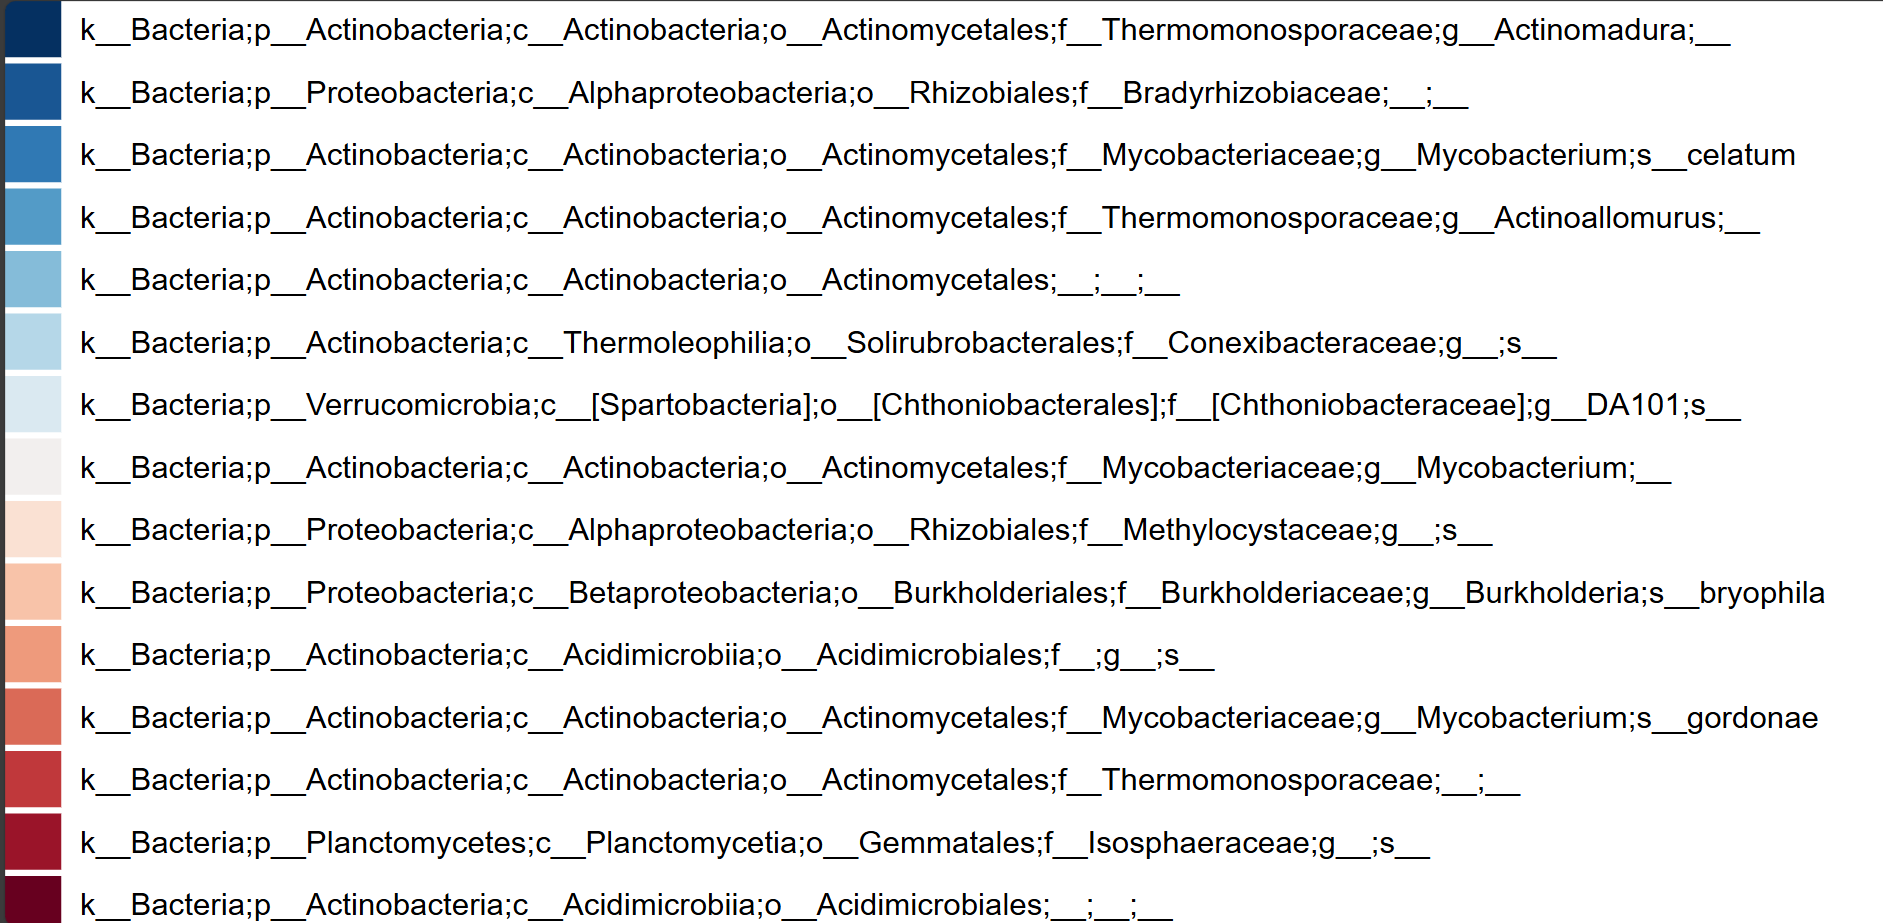 k__Bacteria;p__Actinobacteria;c__Actinobacteria;o__Actinomycetales;f__Thermomonosporaceae;g__Actinomadura;__
k__Bacteria;p__Proteobacteria;c__Alphaproteobacteria;o__Rhizobiales;f__Bradyrhizobiaceae;__;__
k__Bacteria;p__Actinobacteria;c__Actinobacteria;o__Actinomycetales;f__Mycobacteriaceae;g__Mycobacterium;s__celatum
k__Bacteria;p__Actinobacteria;c__Actinobacteria;o__Actinomycetales;f__Thermomonosporaceae;g__Actinoallomurus;__
k__Bacteria;p__Actinobacteria;c__Actinobacteria;o__Actinomycetales;__;__;__
k__Bacteria;p__Actinobacteria;c__Thermoleophilia;o__Solirubrobacterales;f__Conexibacteraceae;g__;s__
k__Bacteria;p__Verrucomicrobia;c__[Spartobacteria];o__[Chthoniobacterales];f__[Chthoniobacteraceae];g__DA101;s__
k__Bacteria;p__Actinobacteria;c__Actinobacteria;o__Actinomycetales;f__Mycobacteriaceae;g__Mycobacterium;__
k__Bacteria;p__Proteobacteria;c__Alphaproteobacteria;o__Rhizobiales;f__Methylocystaceae;g__;s__
k__Bacteria;p__Proteobacteria;c__Betaproteobacteria;o__Burkholderiales;f__Burkholderiaceae;g__Burkholderia;s__bryophila
k__Bacteria;p__Actinobacteria;c__Acidimicrobiia;o__Acidimicrobiales;f__;g__;s__
k__Bacteria;p__Actinobacteria;c__Actinobacteria;o__Actinomycetales;f__Mycobacteriaceae;g__Mycobacterium;s__gordonae
k__Bacteria;p__Actinobacteria;c__Actinobacteria;o__Actinomycetales;f__Thermomonosporaceae;__;__
k__Bacteria;p__Planctomycetes;c__Planctomycetia;o__Gemmatales;f__Isosphaeraceae;g__;s__
k__Bacteria;p__Actinobacteria;c__Acidimicrobiia;o__Acidimicrobiales;__;__;__